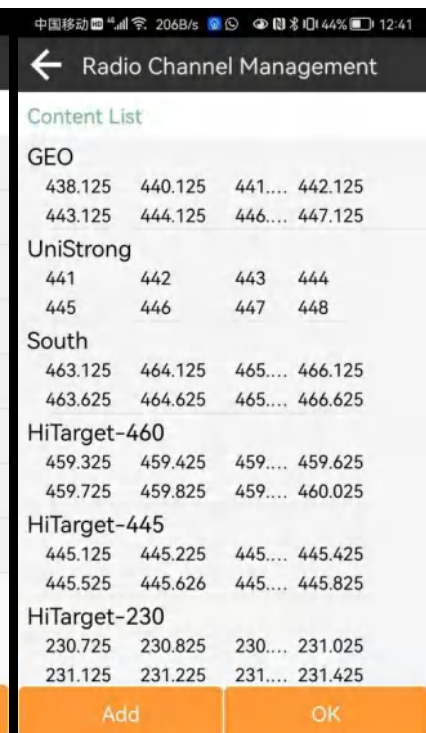 中国移动 HD 206B/s 44% 12:41
Radio Channel Management
Content List
GEO
438.125 440.125 441.... 442.125
443.125 444.125 446.... 447.125
UniStrong
441 442 443 444
445 446 447 448
South
463.125 464.125 465.... 466.125
463.625 464.625 465.... 466.625
HiTarget-460
459.325 459.425 459.... 459.625
459.725 459.825 459.... 460.025
HiTarget-445
445.125 445.225 445.... 445.425
445.525 445.626 445.... 445.825
HiTarget-230
230.725 230.825 230.... 231.025
231.125 231.225 231.... 231.425
Add OK